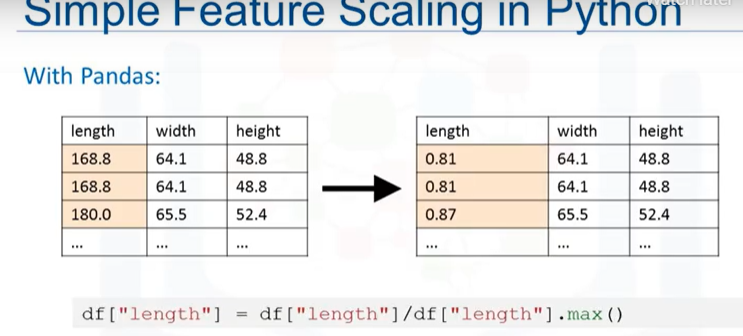 Simple Feature Scaling in Python
With Pandas:
length width height
168.8 64.1 48.8
168.8 64.1 48.8
180.0 65.5 52.4
... ... ...
length width height
0.81 64.1 48.8
0.81 64.1 48.8
0.87 65.5 52.4
... ... ...
df["length"] = df["length"]/df["length"].max()